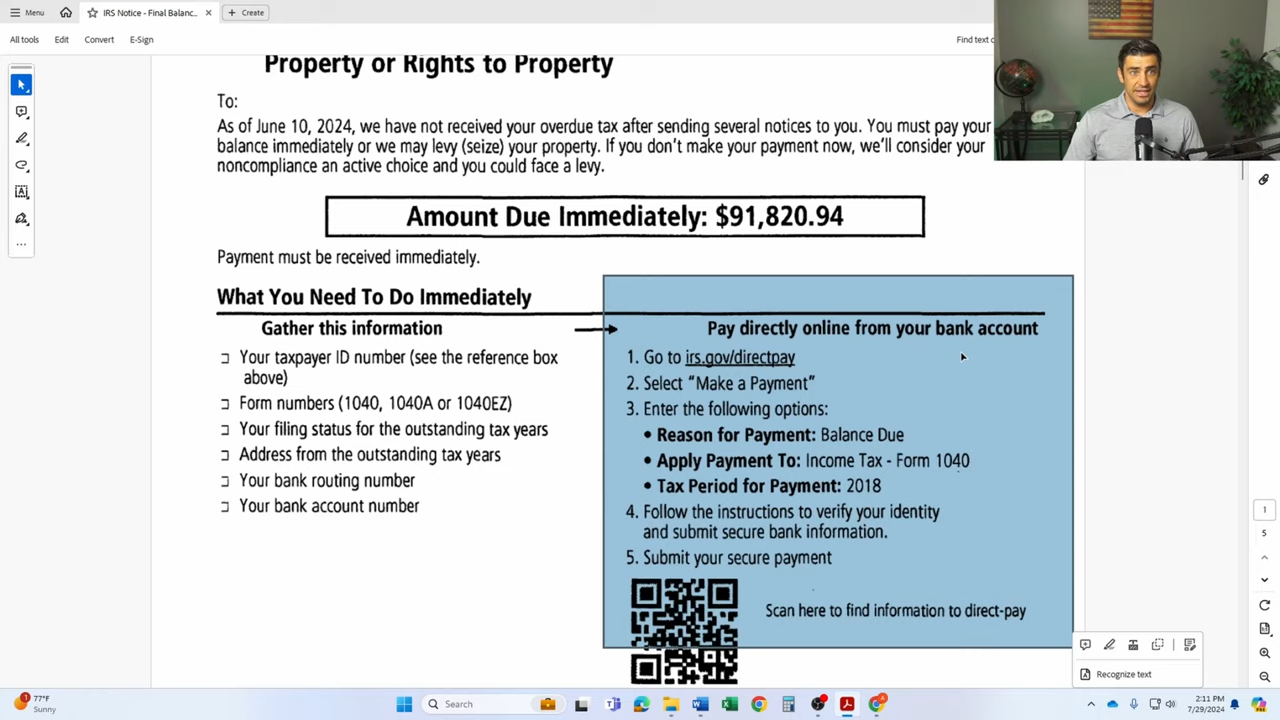 Menu
IRS Notice - Final Balanc...
Create
All tools
Edit
Convert
E-Sign
Find text
Property or Rights to Property
To:
As of June 10, 2024, we have not received your overdue tax after sending several notices to you. You must pay your
balance immediately or we may levy (seize) your property. If you don't make your payment now, we'll consider your
noncompliance an active choice and you could face a levy.
Amount Due Immediately: $91,820.94
Payment must be received immediately.
What You Need To Do Immediately
Gather this information
Your taxpayer ID number (see the reference box
above)
Form numbers (1040, 1040A or 1040EZ)
Your filing status for the outstanding tax years
Address from the outstanding tax years
Your bank routing number
Your bank account number
Pay directly online from your bank account
1. Go to irs.gov/directpay
2. Select “Make a Payment”
3. Enter the following options:
• Reason for Payment: Balance Due
• Apply Payment To: Income Tax - Form 1040
• Tax Period for Payment: 2018
4. Follow the instructions to verify your identity
and submit secure bank information.
5. Submit your secure payment
Scan here to find information to direct-pay
1
5
Recognize text
1
77°F
Sunny
Search
2:11 PM
7/29/2024